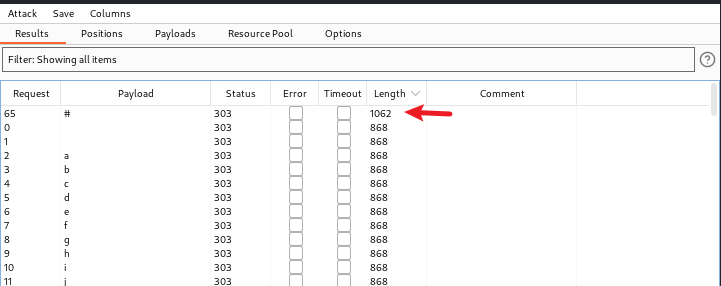 Attack Save Columns
Results Positions Payloads Resource Pool Options
Filter: Showing all items ?
Request Payload Status Error Timeout Length Comment
65 # 303 1062
0 303 868
1 303 868
2 a 303 868
3 b 303 868
4 c 303 868
5 d 303 868
6 e 303 868
7 f 303 868
8 g 303 868
9 h 303 868
10 i 303 868
11 j 303 868